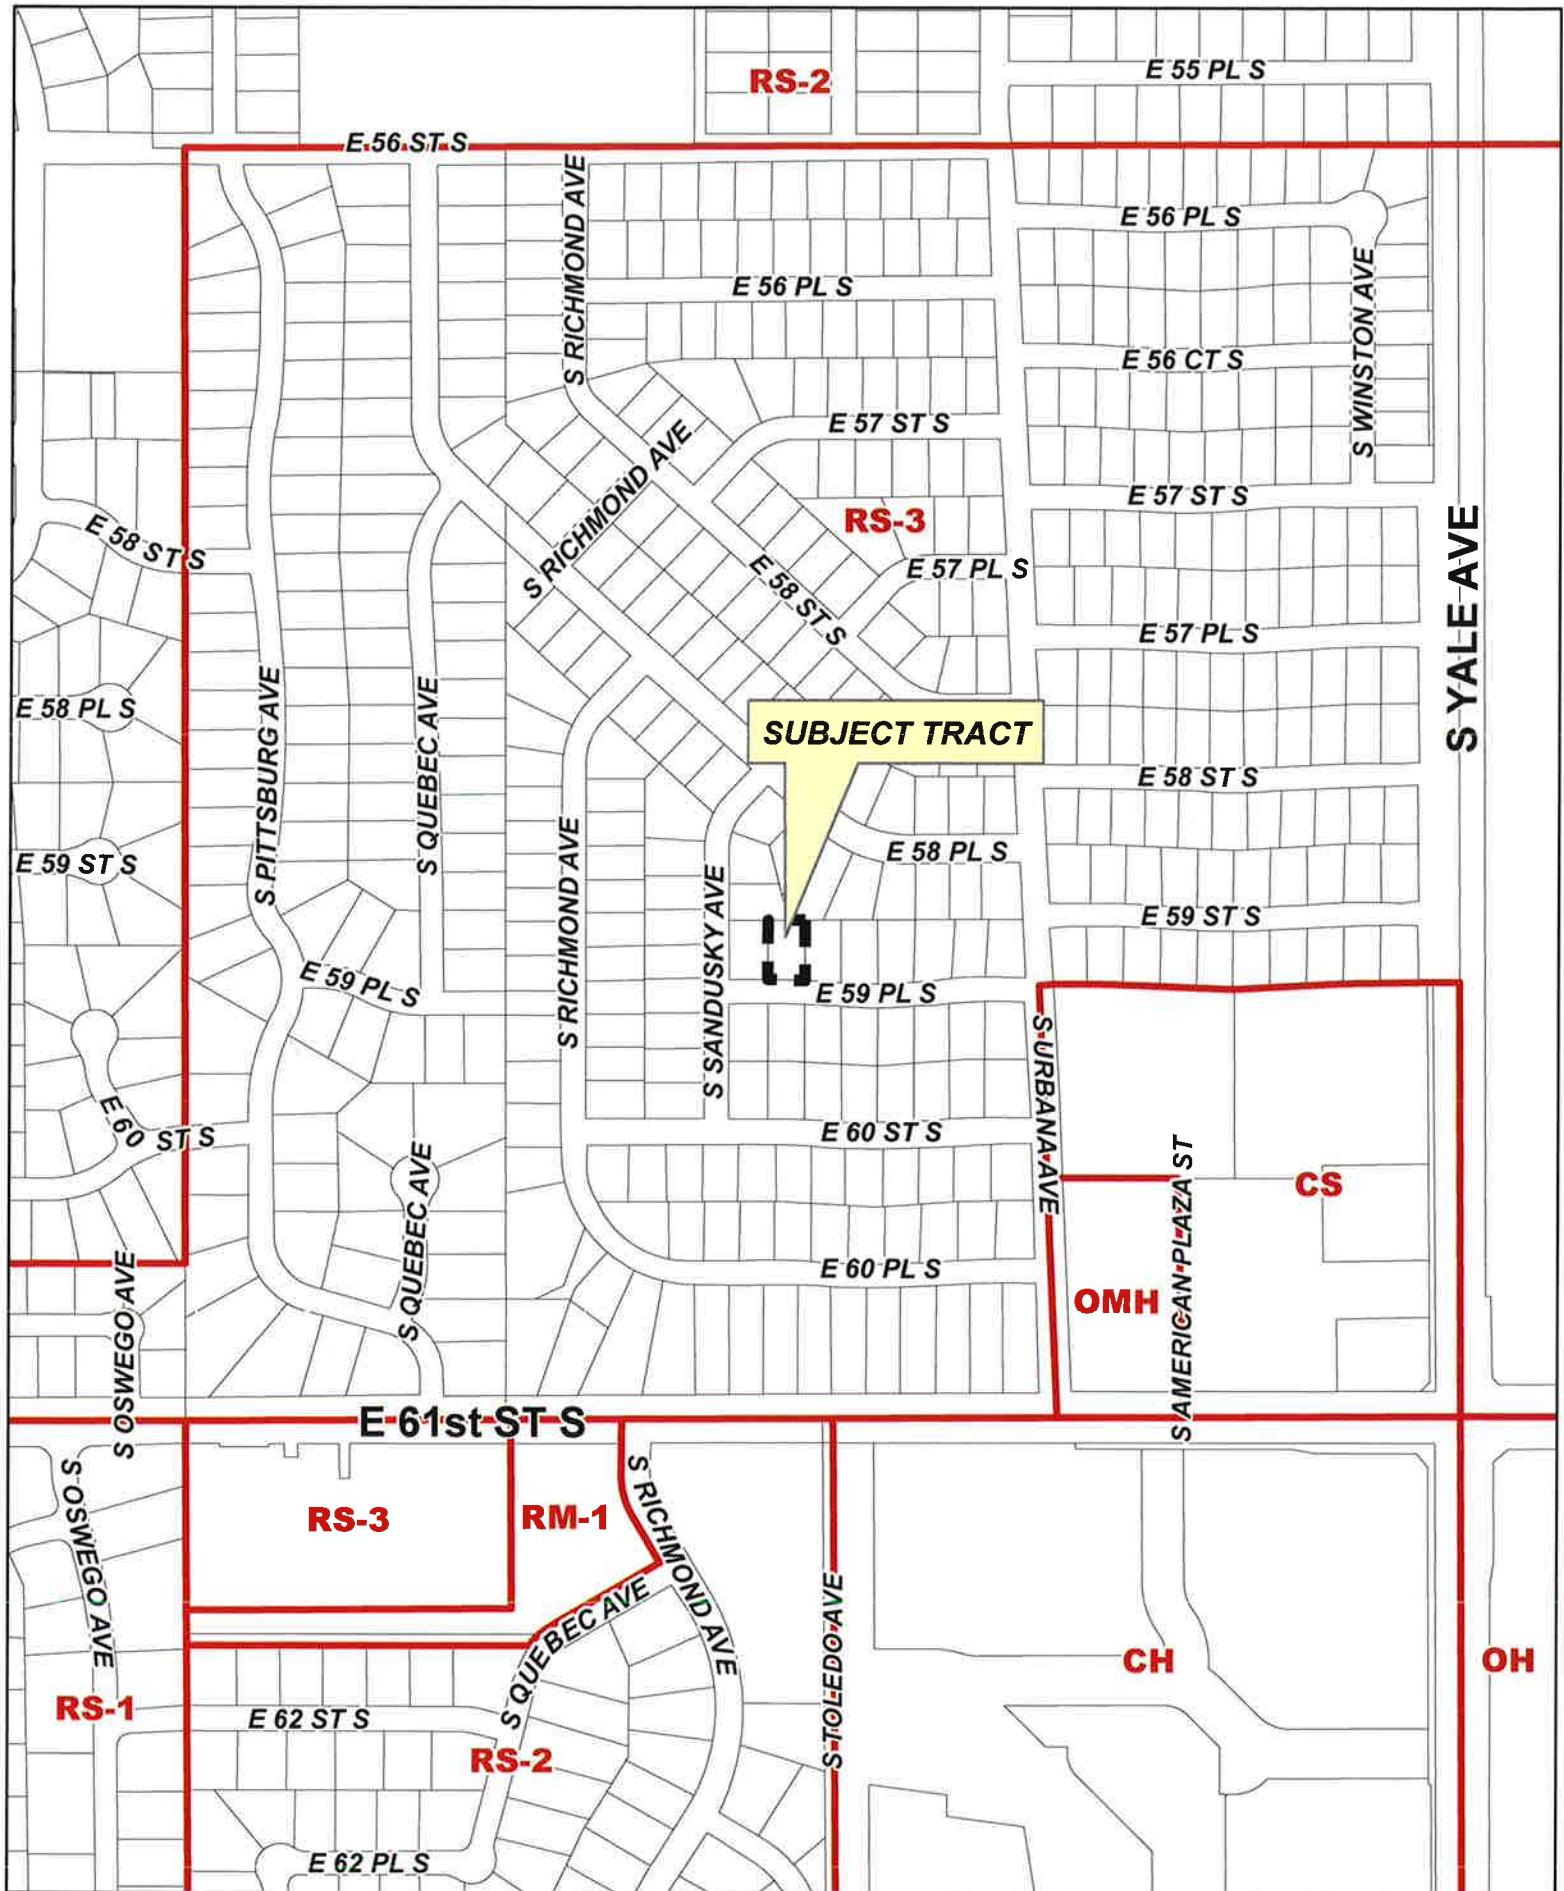 E 55 PL S
RS-2
E 56 ST S
S RICHMOND AVE
E 56 PL S
E 56 PL S
S WINSTON AVE
E 56 CT S
E 57 ST S
S RICHMOND AVE
E 57 ST S
RS-3
E 58 ST S
E 57 PL S
E 58 ST S
E 57 PL S
S YALE AVE
S PITTSBURG AVE
S QUEBEC AVE
E 58 PL S
SUBJECT TRACT
E 58 ST S
E 59 ST S
E 58 PL S
S RICHMOND AVE
S SANDUSKY AVE
E 59 ST S
E 59 PL S
E 59 PL S
S URBANA AVE
E 60 ST S
E 60 ST S
S QUEBEC AVE
S AMERICAN PLAZA ST
CS
E 60 PL S
OMH
S OSWEGO AVE
E 61st ST S
S OSWEGO AVE
RS-3
RM-1
S RICHMOND AVE
S QUEBEC AVE
S TOLEDO AVE
CH
OH
RS-1
E 62 ST S
RS-2
E 62 PL S